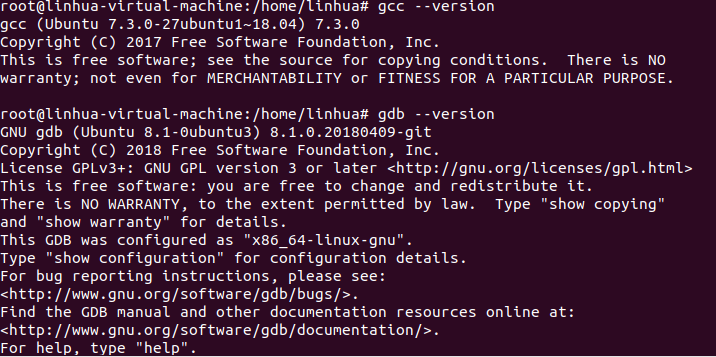 root@linhua-virtual-machine:/home/linhua# gcc --version
gcc (Ubuntu 7.3.0-27ubuntu1~18.04) 7.3.0
Copyright (C) 2017 Free Software Foundation, Inc.
This is free software; see the source for copying conditions.  There is NO
warranty; not even for MERCHANTABILITY or FITNESS FOR A PARTICULAR PURPOSE.

root@linhua-virtual-machine:/home/linhua# gdb --version
GNU gdb (Ubuntu 8.1-0ubuntu3) 8.1.0.20180409-git
Copyright (C) 2018 Free Software Foundation, Inc.
License GPLv3+: GNU GPL version 3 or later <http://gnu.org/licenses/gpl.html>
This is free software: you are free to change and redistribute it.
There is NO WARRANTY, to the extent permitted by law.  Type "show copying"
and "show warranty" for details.
This GDB was configured as "x86_64-linux-gnu".
Type "show configuration" for configuration details.
For bug reporting instructions, please see:
<http://www.gnu.org/software/gdb/bugs/>.
Find the GDB manual and other documentation resources online at:
<http://www.gnu.org/software/gdb/documentation/>.
For help, type "help".